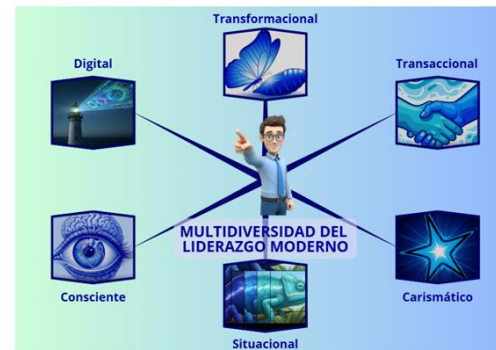 Transformacional
Digital
Transaccional
MULTIDIVERSIDAD DEL
LIDERAZGO MODERNO
Consciente
Carismático
Situacional